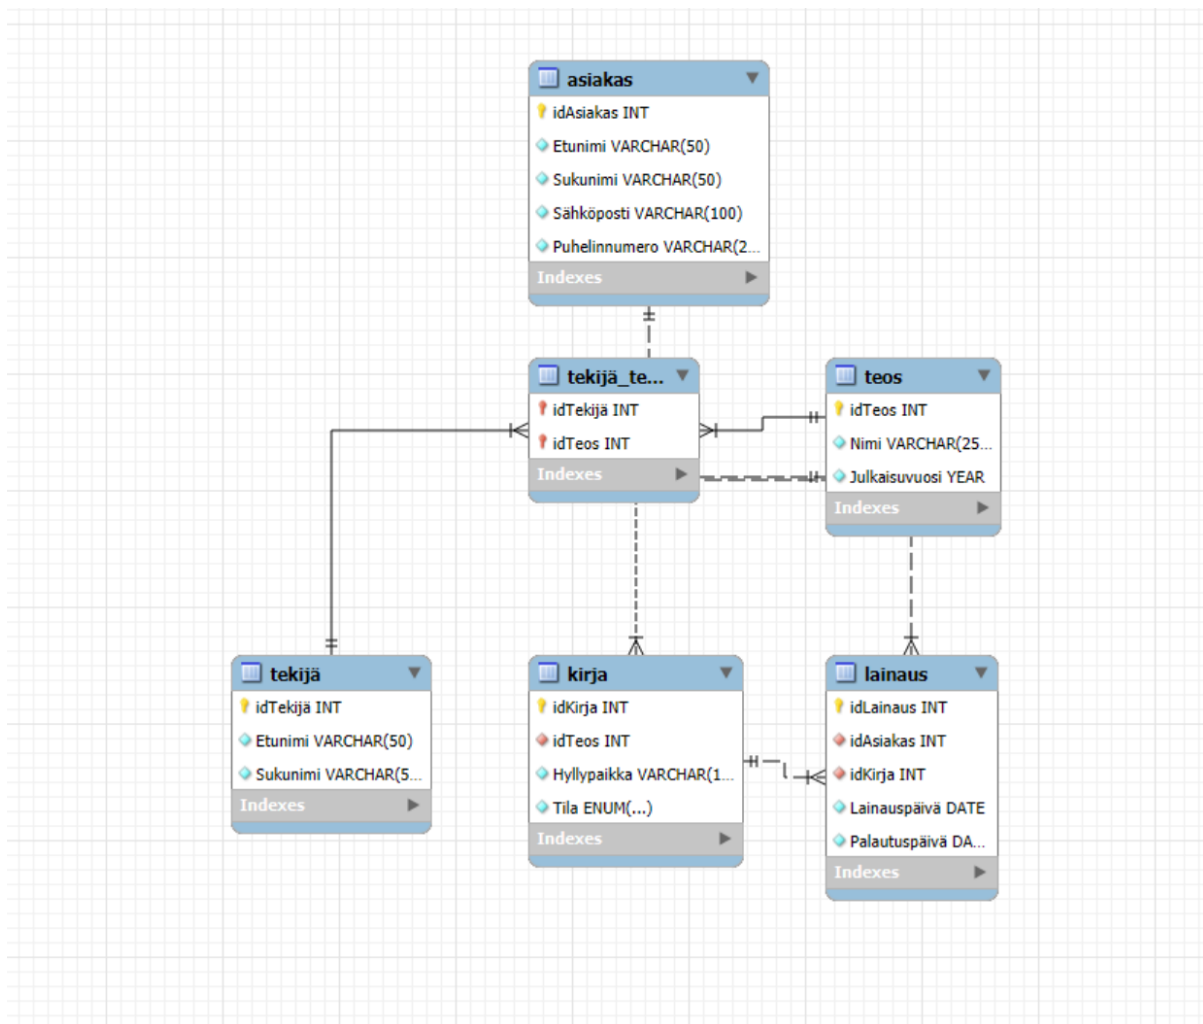 asiakas
idAsiakas INT
Etunimi VARCHAR(50)
Sukunimi VARCHAR(50)
Sähköposti VARCHAR(100)
Puhelinnumero VARCHAR(2...
Indexes
tekijä_te...
idTekijä INT
idTeos INT
Indexes
teos
idTeos INT
Nimi VARCHAR(25...
Julkaisuvuosi YEAR
Indexes
tekijä
idTekijä INT
Etunimi VARCHAR(50)
Sukunimi VARCHAR(5...
Indexes
kirja
idKirja INT
idTeos INT
Hyllypaikka VARCHAR(1...
Tila ENUM(...)
Indexes
lainaus
idLainaus INT
idAsiakas INT
idKirja INT
Lainauspäivä DATE
Palautuspäivä DA...
Indexes